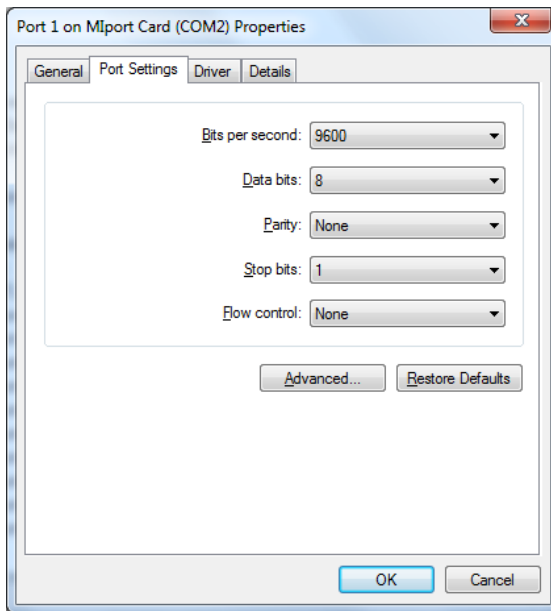 Port 1 on MIport Card (COM2) Properties
General Port Settings Driver Details
Bits per second: 9600
Data bits: 8
Parity: None
Stop bits: 1
Flow control: None
Advanced... Restore Defaults
OK Cancel